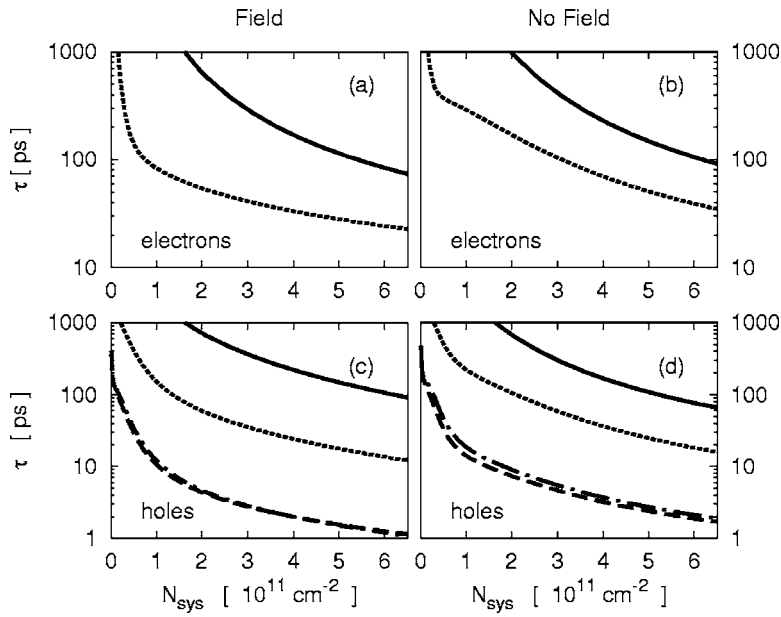 Field No Field
1000 (a) (b) 1000
τ [ ps] 100 100
10 electrons electrons 10
0 1 2 3 4 5 6 0 1 2 3 4 5 6
1000 (c) (d) 1000
100 100
τ [ ps]
10 10
1 holes holes 1
0 1 2 3 4 5 6 0 1 2 3 4 5 6
N_sys [ 10^11 cm^-2 ] N_sys [ 10^11 cm^-2 ]